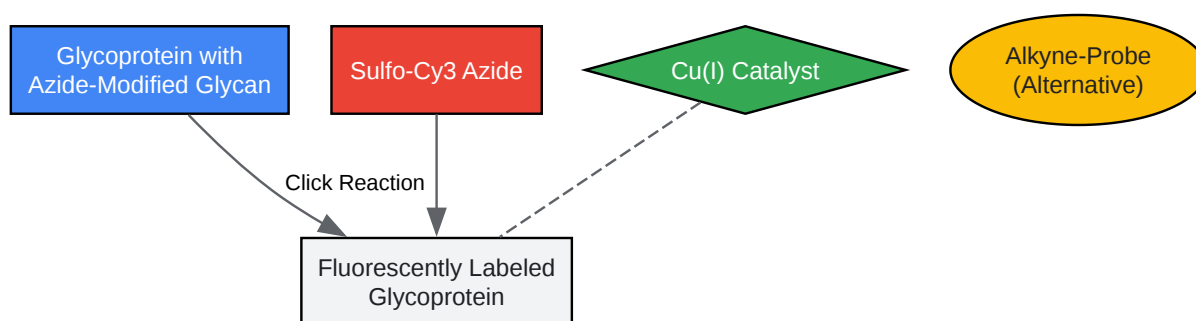 Glycoprotein with
Azide-Modified Glycan
Sulfo-Cy3 Azide
Cu(I) Catalyst
Alkyne-Probe
(Alternative)
Click Reaction
Fluorescently Labeled
Glycoprotein